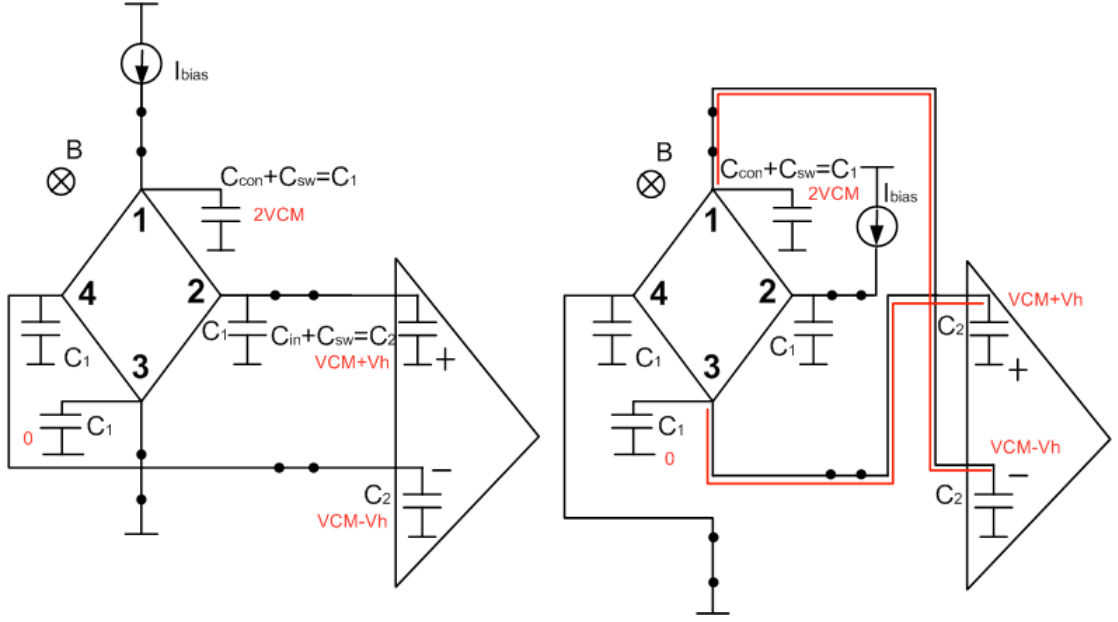 Ibias
B
Ccon+Csw=C1
2VCM
1
4
2
3
C1
C1
Cin+Csw=C2
VCM+Vh
+
C1
0
−
C2
VCM-Vh
B
Ccon+Csw=C1
2VCM
Ibias
1
4
2
3
C1
C1
C1
0
VCM+Vh
C2
+
VCM-Vh
−
C2